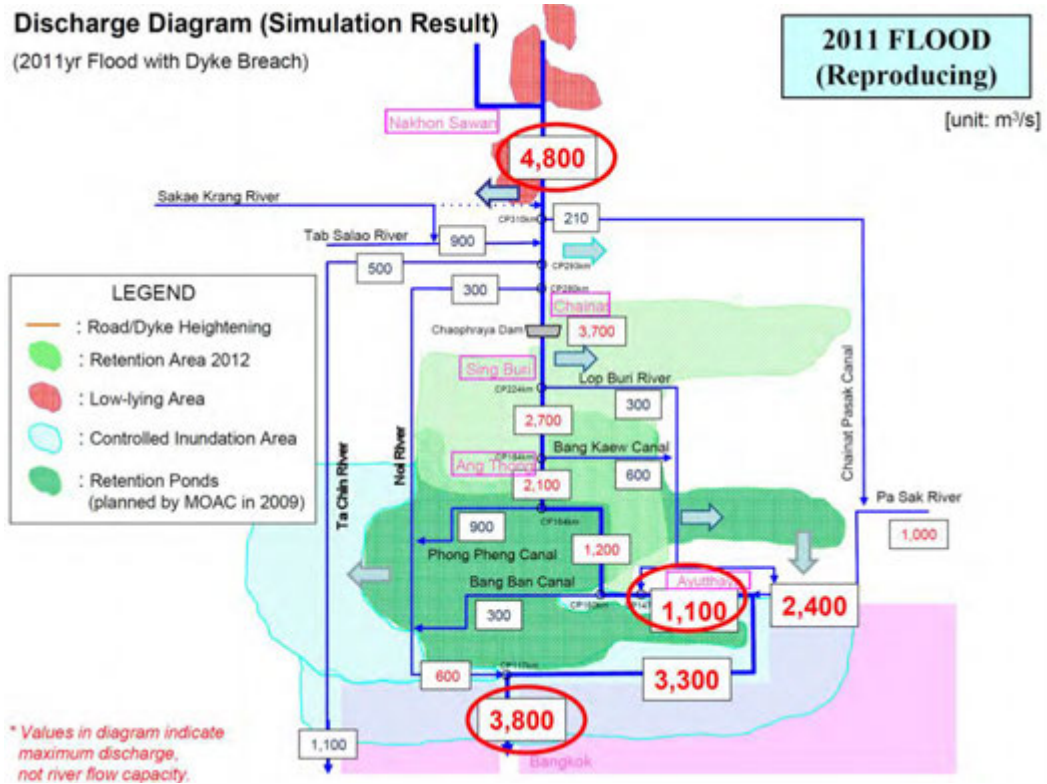 Discharge Diagram (Simulation Result)
(2011yr Flood with Dyke Breach)
2011 FLOOD
(Reproducing)
[unit: m³/s]
Nakhon Sawan
4,800
Sakae Krang River
CP310km
210
Tab Salao River
900
500
CP293km
300
CP280km
Chainat
Chaophraya Dam
3,700
LEGEND
: Road/Dyke Heightening
: Retention Area 2012
: Low-lying Area
: Controlled Inundation Area
: Retention Ponds
(planned by MOAC in 2009)
Sing Buri
CP224km
Lop Buri River
300
2,700
Bang Kaew Canal
Ang Thong
600
2,100
Ta Chin River
Noi River
Chainat Pasak Canal
Pa Sak River
1,000
900
Phong Pheng Canal
1,200
Bang Ban Canal
300
Ayutthay
1,100
2,400
600
3,300
3,800
1,100
Bangkok
* Values in diagram indicate
maximum discharge,
not river flow capacity.